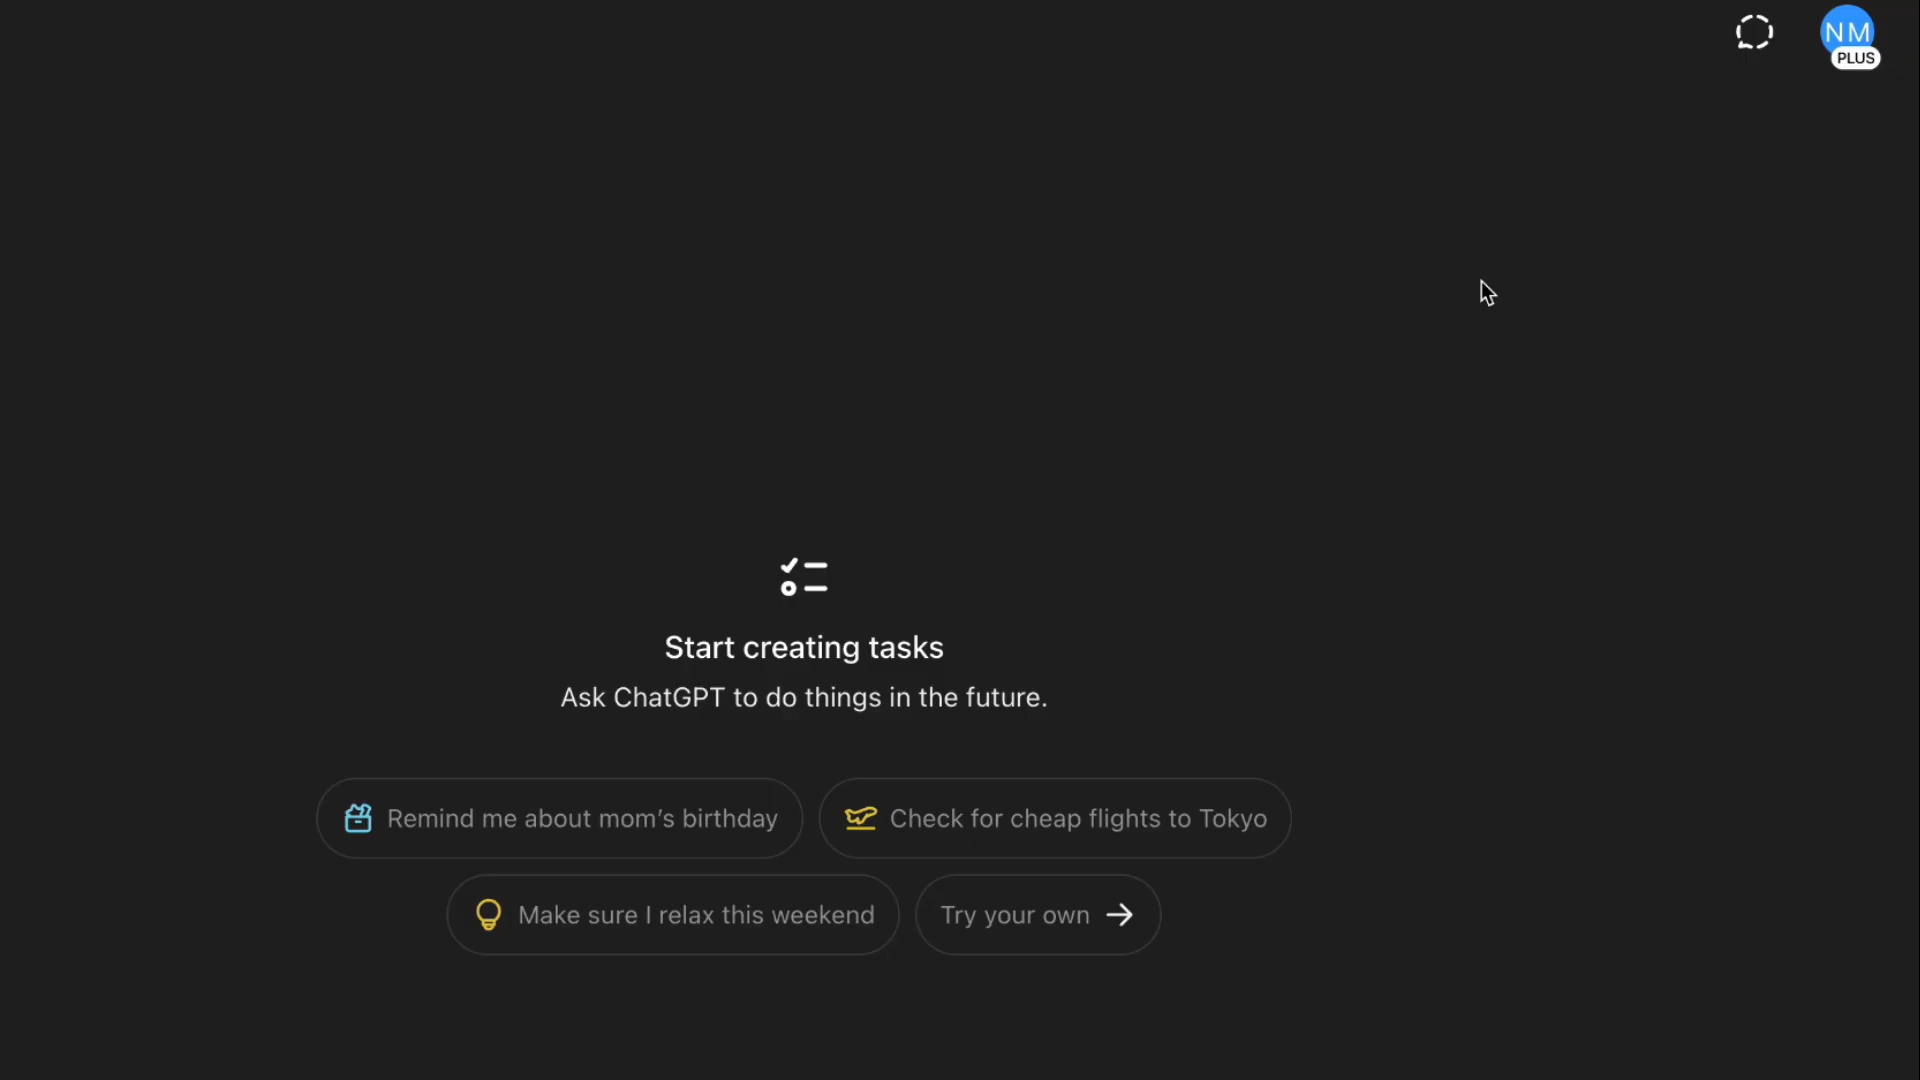 NM
PLUS
Start creating tasks
Ask ChatGPT to do things in the future.
Remind me about mom’s birthday
Check for cheap flights to Tokyo
Make sure I relax this weekend
Try your own